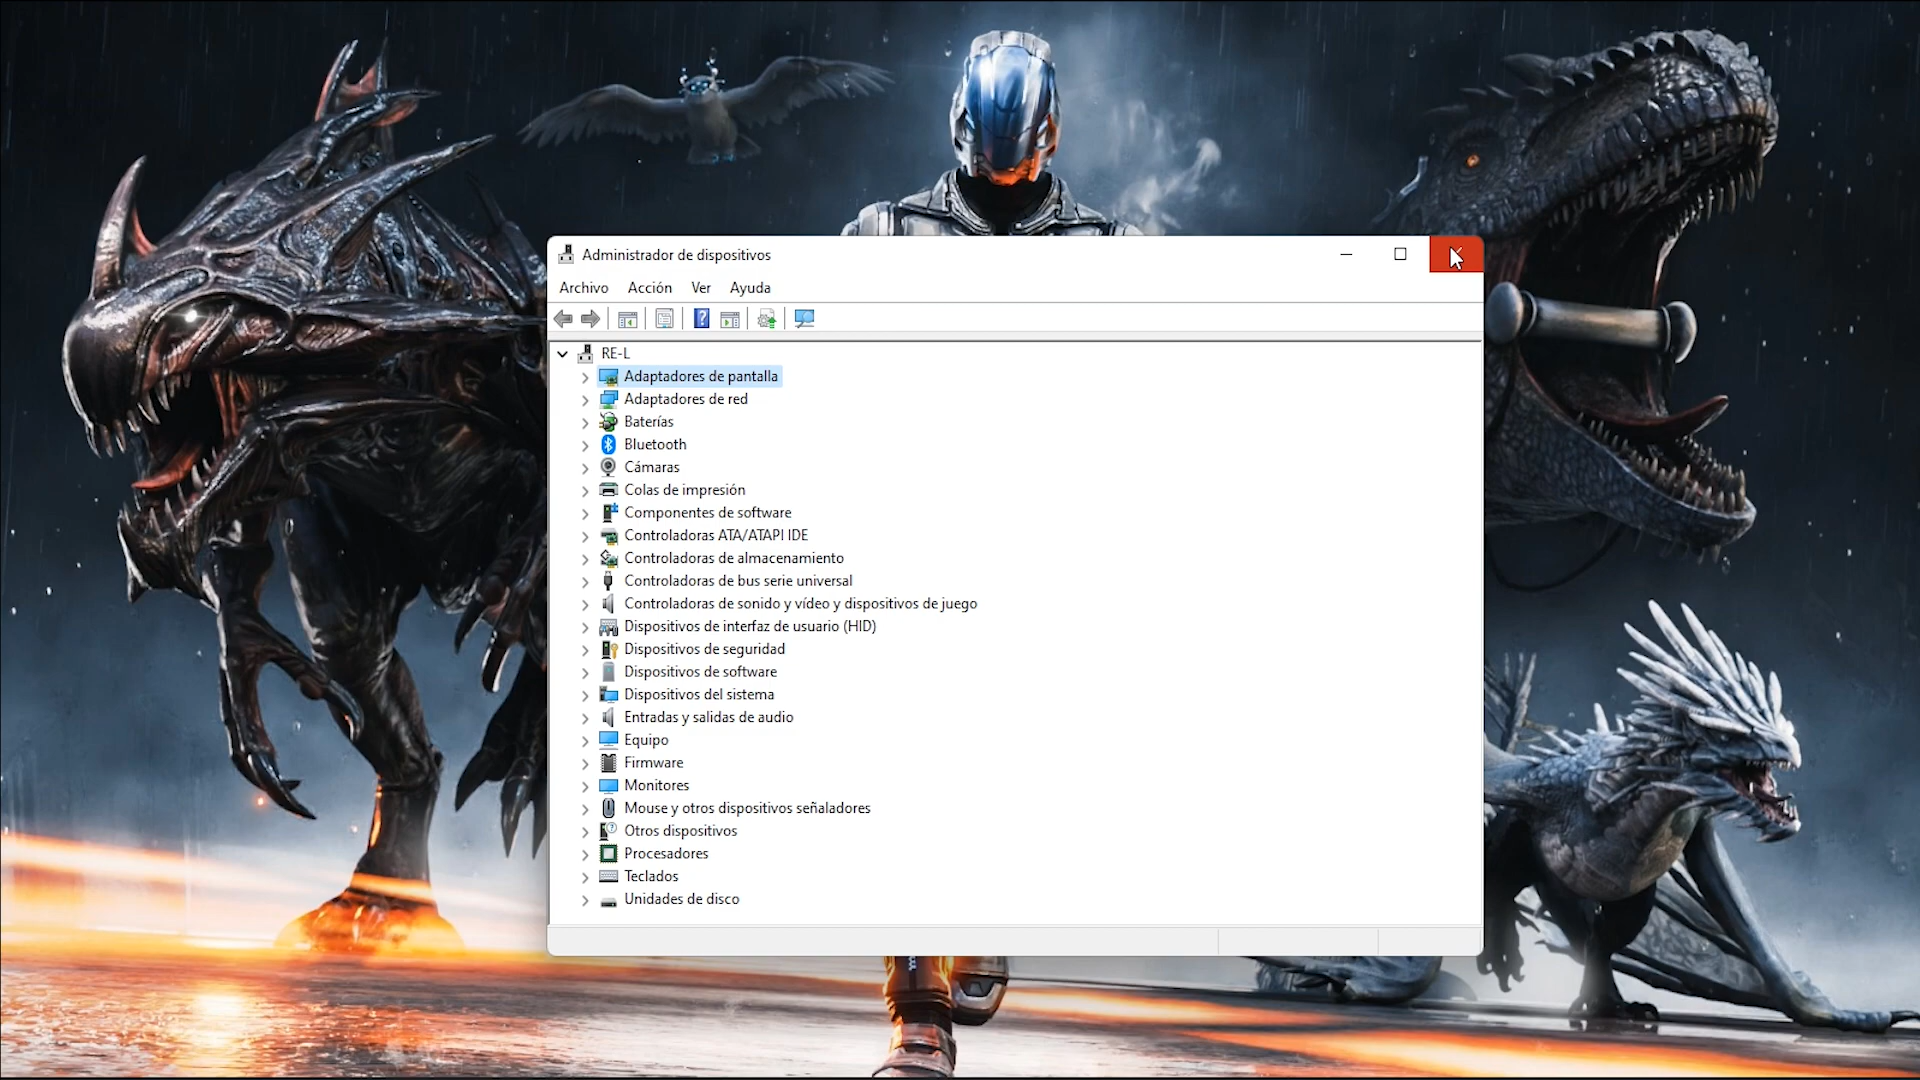 Administrador de dispositivos
Archivo Acción Ver Ayuda
RE-L
Adaptadores de pantalla
Adaptadores de red
Baterías
Bluetooth
Cámaras
Colas de impresión
Componentes de software
Controladoras ATA/ATAPI IDE
Controladoras de almacenamiento
Controladoras de bus serie universal
Controladoras de sonido y vídeo y dispositivos de juego
Dispositivos de interfaz de usuario (HID)
Dispositivos de seguridad
Dispositivos de software
Dispositivos del sistema
Entradas y salidas de audio
Equipo
Firmware
Monitores
Mouse y otros dispositivos señaladores
Otros dispositivos
Procesadores
Teclados
Unidades de disco